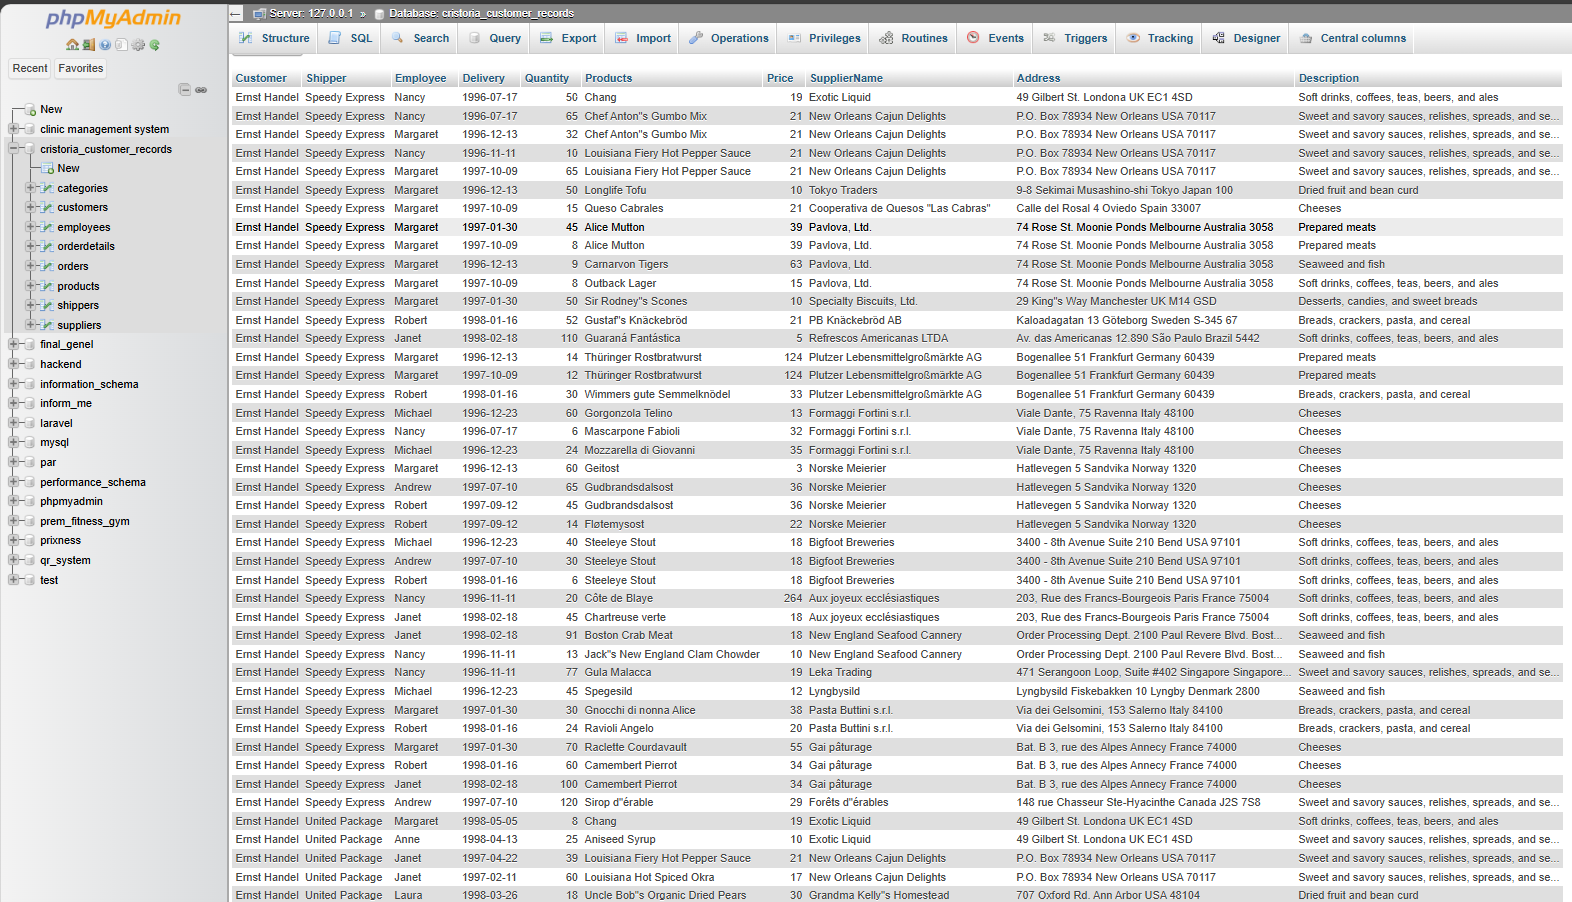 phpMyAdmin
Recent Favorites
New
clinic management system
cristoria_customer_records
New
categories
customers
employees
orderdetails
orders
products
shippers
suppliers
final_genel
hackend
information_schema
inform_me
laravel
mysql
par
performance_schema
phpmyadmin
prem_fitness_gym
prixness
qr_system
test
Server: 127.0.0.1 » Database: cristoria_customer_records
Structure SQL Search Query Export Import Operations Privileges Routines Events Triggers Tracking Designer Central columns
Customer Shipper Employee Delivery Quantity Products Price SupplierName Address Description
Ernst Handel Speedy Express Nancy 1996-07-17 50 Chang 19 Exotic Liquid 49 Gilbert St. Londona UK EC1 4SD Soft drinks, coffees, teas, beers, and ales
Ernst Handel Speedy Express Nancy 1996-07-17 65 Chef Anton"s Gumbo Mix 21 New Orleans Cajun Delights P.O. Box 78934 New Orleans USA 70117 Sweet and savory sauces, relishes, spreads, and se...
Ernst Handel Speedy Express Margaret 1996-12-13 32 Chef Anton"s Gumbo Mix 21 New Orleans Cajun Delights P.O. Box 78934 New Orleans USA 70117 Sweet and savory sauces, relishes, spreads, and se...
Ernst Handel Speedy Express Nancy 1996-11-11 10 Louisiana Fiery Hot Pepper Sauce 21 New Orleans Cajun Delights P.O. Box 78934 New Orleans USA 70117 Sweet and savory sauces, relishes, spreads, and se...
Ernst Handel Speedy Express Margaret 1997-10-09 65 Louisiana Fiery Hot Pepper Sauce 21 New Orleans Cajun Delights P.O. Box 78934 New Orleans USA 70117 Sweet and savory sauces, relishes, spreads, and se...
Ernst Handel Speedy Express Margaret 1996-12-13 50 Longlife Tofu 10 Tokyo Traders 9-8 Sekimai Musashino-shi Tokyo Japan 100 Dried fruit and bean curd
Ernst Handel Speedy Express Margaret 1997-10-09 15 Queso Cabrales 21 Cooperativa de Quesos "Las Cabras" Calle del Rosal 4 Oviedo Spain 33007 Cheeses
Ernst Handel Speedy Express Margaret 1997-01-30 45 Alice Mutton 39 Pavlova, Ltd. 74 Rose St. Moonie Ponds Melbourne Australia 3058 Prepared meats
Ernst Handel Speedy Express Margaret 1997-10-09 8 Alice Mutton 39 Pavlova, Ltd. 74 Rose St. Moonie Ponds Melbourne Australia 3058 Prepared meats
Ernst Handel Speedy Express Margaret 1996-12-13 9 Carnarvon Tigers 63 Pavlova, Ltd. 74 Rose St. Moonie Ponds Melbourne Australia 3058 Seaweed and fish
Ernst Handel Speedy Express Margaret 1997-10-09 8 Outback Lager 15 Pavlova, Ltd. 74 Rose St. Moonie Ponds Melbourne Australia 3058 Soft drinks, coffees, teas, beers, and ales
Ernst Handel Speedy Express Margaret 1997-01-30 50 Sir Rodney"s Scones 10 Specialty Biscuits, Ltd. 29 King"s Way Manchester UK M14 GSD Desserts, candies, and sweet breads
Ernst Handel Speedy Express Robert 1998-01-16 52 Gustaf"s Knäckebröd 21 PB Knäckebröd AB Kaloadagatan 13 Göteborg Sweden S-345 67 Breads, crackers, pasta, and cereal
Ernst Handel Speedy Express Janet 1998-02-18 110 Guaraná Fantástica 5 Refrescos Americanas LTDA Av. das Americanas 12.890 São Paulo Brazil 5442 Soft drinks, coffees, teas, beers, and ales
Ernst Handel Speedy Express Margaret 1996-12-13 14 Thüringer Rostbratwurst 124 Plutzer Lebensmittelgroßmärkte AG Bogenallee 51 Frankfurt Germany 60439 Prepared meats
Ernst Handel Speedy Express Margaret 1997-10-09 12 Thüringer Rostbratwurst 124 Plutzer Lebensmittelgroßmärkte AG Bogenallee 51 Frankfurt Germany 60439 Prepared meats
Ernst Handel Speedy Express Robert 1998-01-16 30 Wimmers gute Semmelknödel 33 Plutzer Lebensmittelgroßmärkte AG Bogenallee 51 Frankfurt Germany 60439 Breads, crackers, pasta, and cereal
Ernst Handel Speedy Express Michael 1996-12-23 60 Gorgonzola Telino 13 Formaggi Fortini s.r.l. Viale Dante, 75 Ravenna Italy 48100 Cheeses
Ernst Handel Speedy Express Nancy 1996-07-17 6 Mascarpone Fabioli 32 Formaggi Fortini s.r.l. Viale Dante, 75 Ravenna Italy 48100 Cheeses
Ernst Handel Speedy Express Michael 1996-12-23 24 Mozzarella di Giovanni 35 Formaggi Fortini s.r.l. Viale Dante, 75 Ravenna Italy 48100 Cheeses
Ernst Handel Speedy Express Margaret 1996-12-13 60 Geitost 3 Norske Meierier Hatlevegen 5 Sandvika Norway 1320 Cheeses
Ernst Handel Speedy Express Andrew 1997-07-10 65 Gudbrandsdalsost 36 Norske Meierier Hatlevegen 5 Sandvika Norway 1320 Cheeses
Ernst Handel Speedy Express Robert 1997-09-12 45 Gudbrandsdalsost 36 Norske Meierier Hatlevegen 5 Sandvika Norway 1320 Cheeses
Ernst Handel Speedy Express Robert 1997-09-12 14 Fløtemysost 22 Norske Meierier Hatlevegen 5 Sandvika Norway 1320 Cheeses
Ernst Handel Speedy Express Michael 1996-12-23 40 Steeleye Stout 18 Bigfoot Breweries 3400 - 8th Avenue Suite 210 Bend USA 97101 Soft drinks, coffees, teas, beers, and ales
Ernst Handel Speedy Express Andrew 1997-07-10 30 Steeleye Stout 18 Bigfoot Breweries 3400 - 8th Avenue Suite 210 Bend USA 97101 Soft drinks, coffees, teas, beers, and ales
Ernst Handel Speedy Express Robert 1998-01-16 6 Steeleye Stout 18 Bigfoot Breweries 3400 - 8th Avenue Suite 210 Bend USA 97101 Soft drinks, coffees, teas, beers, and ales
Ernst Handel Speedy Express Nancy 1996-11-11 20 Côte de Blaye 264 Aux joyeux ecclésiastiques 203, Rue des Francs-Bourgeois Paris France 75004 Soft drinks, coffees, teas, beers, and ales
Ernst Handel Speedy Express Janet 1998-02-18 45 Chartreuse verte 18 Aux joyeux ecclésiastiques 203, Rue des Francs-Bourgeois Paris France 75004 Soft drinks, coffees, teas, beers, and ales
Ernst Handel Speedy Express Janet 1998-02-18 91 Boston Crab Meat 18 New England Seafood Cannery Order Processing Dept. 2100 Paul Revere Blvd. Bost... Seaweed and fish
Ernst Handel Speedy Express Nancy 1996-11-11 13 Jack"s New England Clam Chowder 10 New England Seafood Cannery Order Processing Dept. 2100 Paul Revere Blvd. Bost... Seaweed and fish
Ernst Handel Speedy Express Nancy 1996-11-11 77 Gula Malacca 19 Leka Trading 471 Serangoon Loop, Suite #402 Singapore Singapore... Sweet and savory sauces, relishes, spreads, and se...
Ernst Handel Speedy Express Michael 1996-12-23 45 Spegesild 12 Lyngbysild Lyngbysild Fiskebakken 10 Lyngby Denmark 2800 Seaweed and fish
Ernst Handel Speedy Express Margaret 1997-01-30 30 Gnocchi di nonna Alice 38 Pasta Buttini s.r.l. Via dei Gelsomini, 153 Salerno Italy 84100 Breads, crackers, pasta, and cereal
Ernst Handel Speedy Express Robert 1998-01-16 24 Ravioli Angelo 20 Pasta Buttini s.r.l. Via dei Gelsomini, 153 Salerno Italy 84100 Breads, crackers, pasta, and cereal
Ernst Handel Speedy Express Margaret 1997-01-30 70 Raclette Courdavault 55 Gai pâturage Bat. B 3, rue des Alpes Annecy France 74000 Cheeses
Ernst Handel Speedy Express Robert 1998-01-16 60 Camembert Pierrot 34 Gai pâturage Bat. B 3, rue des Alpes Annecy France 74000 Cheeses
Ernst Handel Speedy Express Janet 1998-02-18 100 Camembert Pierrot 34 Gai pâturage Bat. B 3, rue des Alpes Annecy France 74000 Cheeses
Ernst Handel Speedy Express Andrew 1997-07-10 120 Sirop d"érable 29 Forêts d"érables 148 rue Chasseur Ste-Hyacinthe Canada J2S 7S8 Sweet and savory sauces, relishes, spreads, and se...
Ernst Handel United Package Margaret 1998-05-05 8 Chang 19 Exotic Liquid 49 Gilbert St. Londona UK EC1 4SD Soft drinks, coffees, teas, beers, and ales
Ernst Handel United Package Anne 1998-04-13 25 Aniseed Syrup 10 Exotic Liquid 49 Gilbert St. Londona UK EC1 4SD Sweet and savory sauces, relishes, spreads, and se...
Ernst Handel United Package Janet 1997-04-22 39 Louisiana Fiery Hot Pepper Sauce 21 New Orleans Cajun Delights P.O. Box 78934 New Orleans USA 70117 Sweet and savory sauces, relishes, spreads, and se...
Ernst Handel United Package Janet 1997-02-11 60 Louisiana Hot Spiced Okra 17 New Orleans Cajun Delights P.O. Box 78934 New Orleans USA 70117 Sweet and savory sauces, relishes, spreads, and se...
Ernst Handel United Package Laura 1998-03-26 18 Uncle Bob"s Organic Dried Pears 30 Grandma Kelly"s Homestead 707 Oxford Rd. Ann Arbor USA 48104 Dried fruit and bean curd